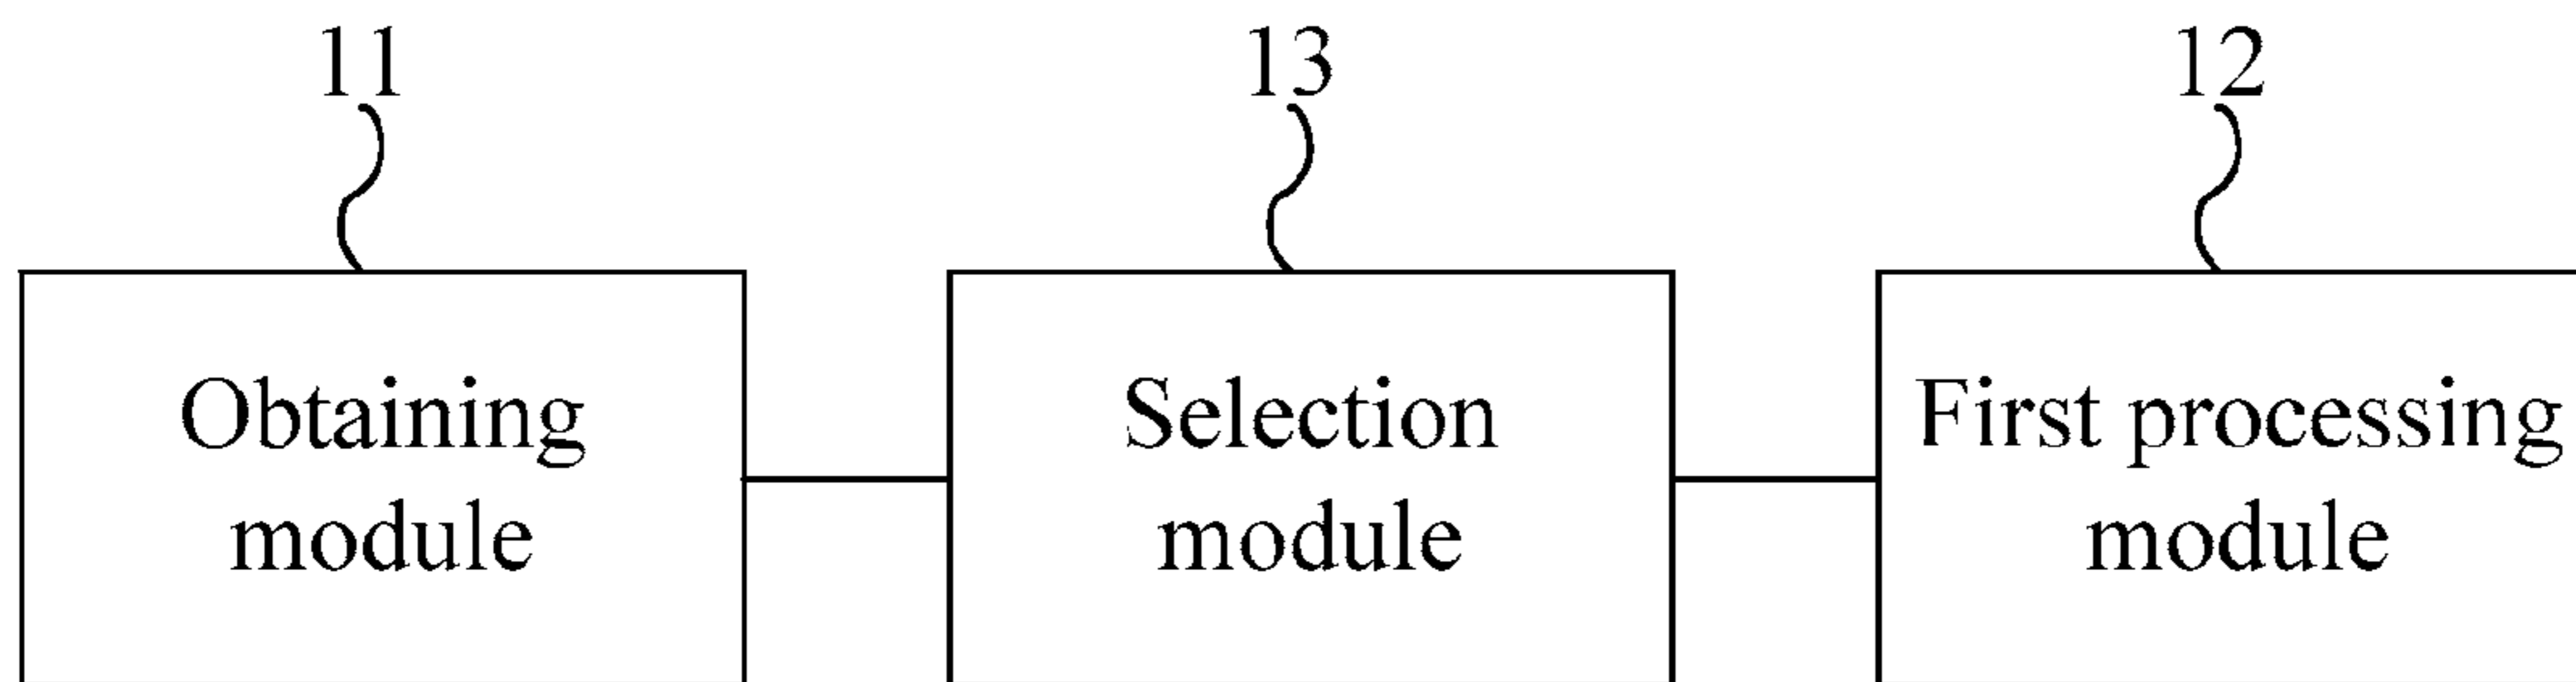 11
13
12
Obtaining
module
Selection
module
First processing
module